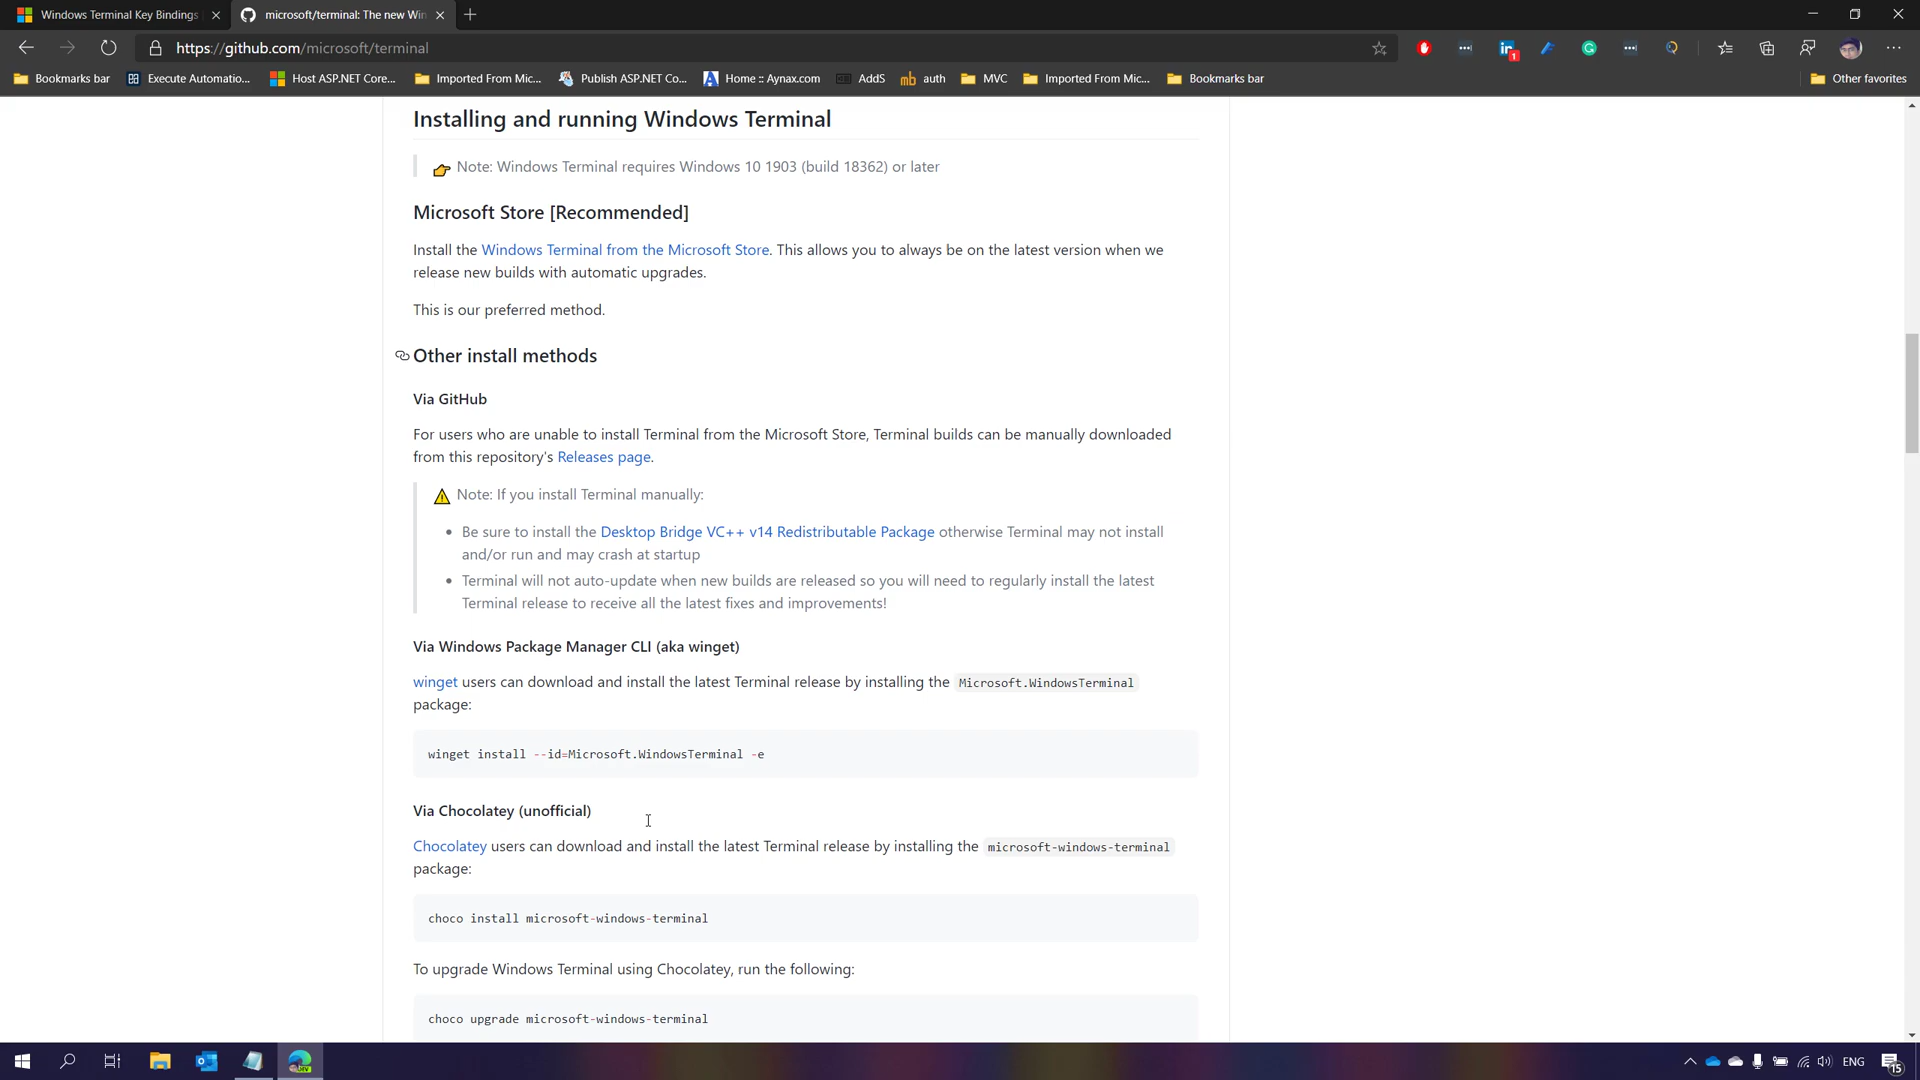 Windows Terminal Key Bindings
microsoft/terminal: The new Win
https://github.com/microsoft/terminal
1
Bookmarks bar
Execute Automatio...
Host ASP.NET Core...
Imported From Mic...
Publish ASP.NET Co...
Home :: Aynax.com
AddS
auth
MVC
Imported From Mic...
Bookmarks bar
Other favorites
Installing and running Windows Terminal
Note: Windows Terminal requires Windows 10 1903 (build 18362) or later
Microsoft Store [Recommended]
Install the Windows Terminal from the Microsoft Store. This allows you to always be on the latest version when we
release new builds with automatic upgrades.
This is our preferred method.
Other install methods
Via GitHub
For users who are unable to install Terminal from the Microsoft Store, Terminal builds can be manually downloaded
from this repository's Releases page.
Note: If you install Terminal manually:
• Be sure to install the Desktop Bridge VC++ v14 Redistributable Package otherwise Terminal may not install
and/or run and may crash at startup
• Terminal will not auto-update when new builds are released so you will need to regularly install the latest
Terminal release to receive all the latest fixes and improvements!
Via Windows Package Manager CLI (aka winget)
winget users can download and install the latest Terminal release by installing the Microsoft.WindowsTerminal
package:
winget install --id=Microsoft.WindowsTerminal -e
Via Chocolatey (unofficial)
Chocolatey users can download and install the latest Terminal release by installing the microsoft-windows-terminal
package:
choco install microsoft-windows-terminal
To upgrade Windows Terminal using Chocolatey, run the following:
choco upgrade microsoft-windows-terminal
ENG
15